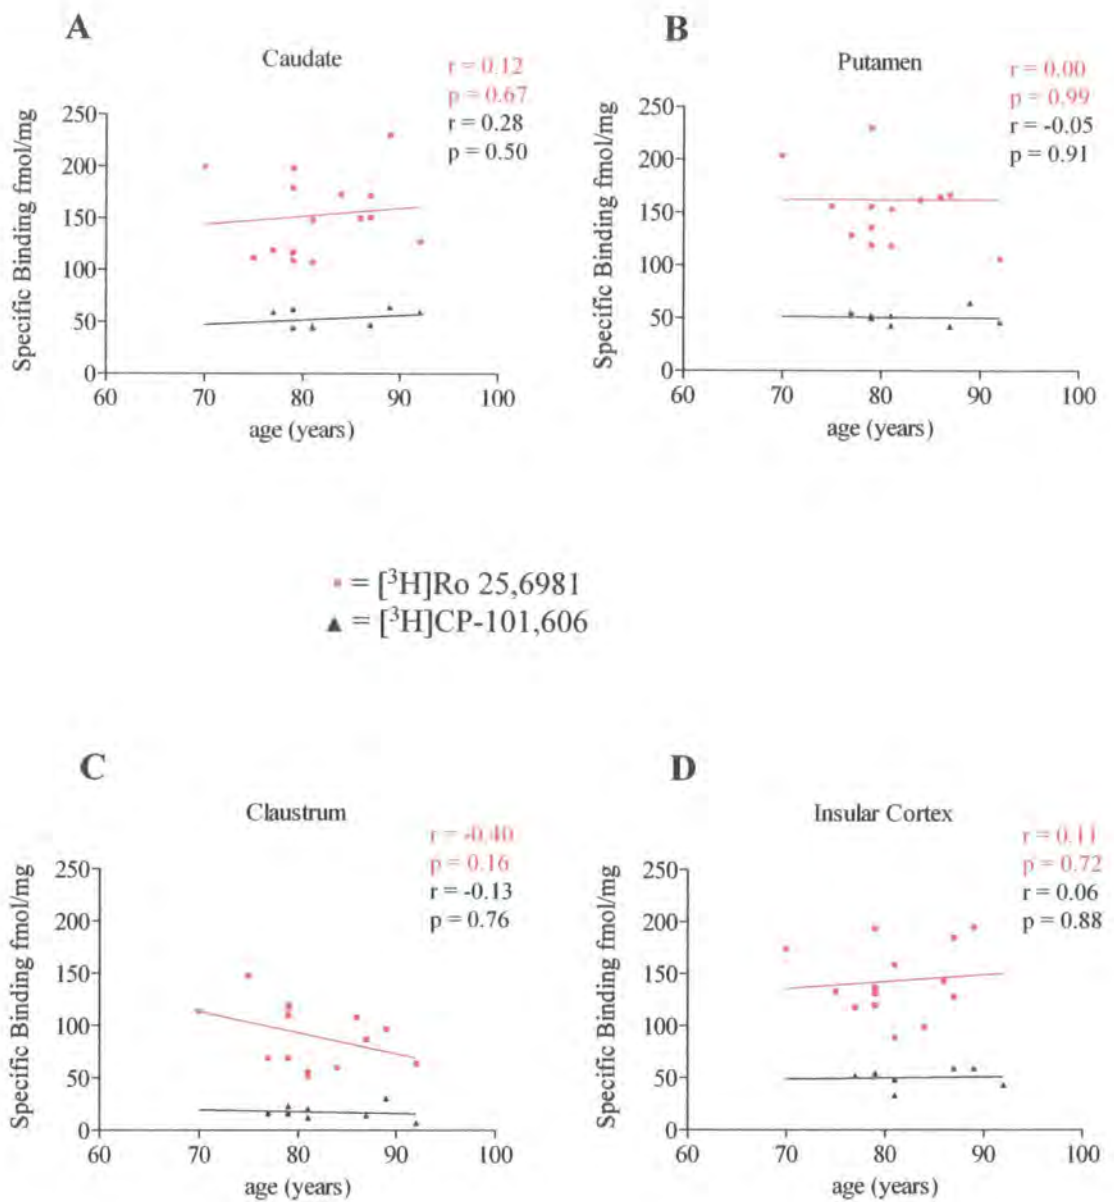 A
Caudate
r = 0.12
p = 0.67
r = 0.28
p = 0.50
Specific Binding fmol/mg
250
200
150
100
50
0
60 70 80 90 100
age (years)
B
Putamen
r = 0.00
p = 0.99
r = -0.05
p = 0.91
Specific Binding fmol/mg
250
200
150
100
50
0
60 70 80 90 100
age (years)
= [³H]Ro 25,6981
= [³H]CP-101,606
C
Claustrum
r = -0.40
p = 0.16
r = -0.13
p = 0.76
Specific Binding fmol/mg
250
200
150
100
50
0
60 70 80 90 100
age (years)
D
Insular Cortex
r = 0.11
p = 0.72
r = 0.06
p = 0.88
Specific Binding fmol/mg
250
200
150
100
50
0
60 70 80 90 100
age (years)